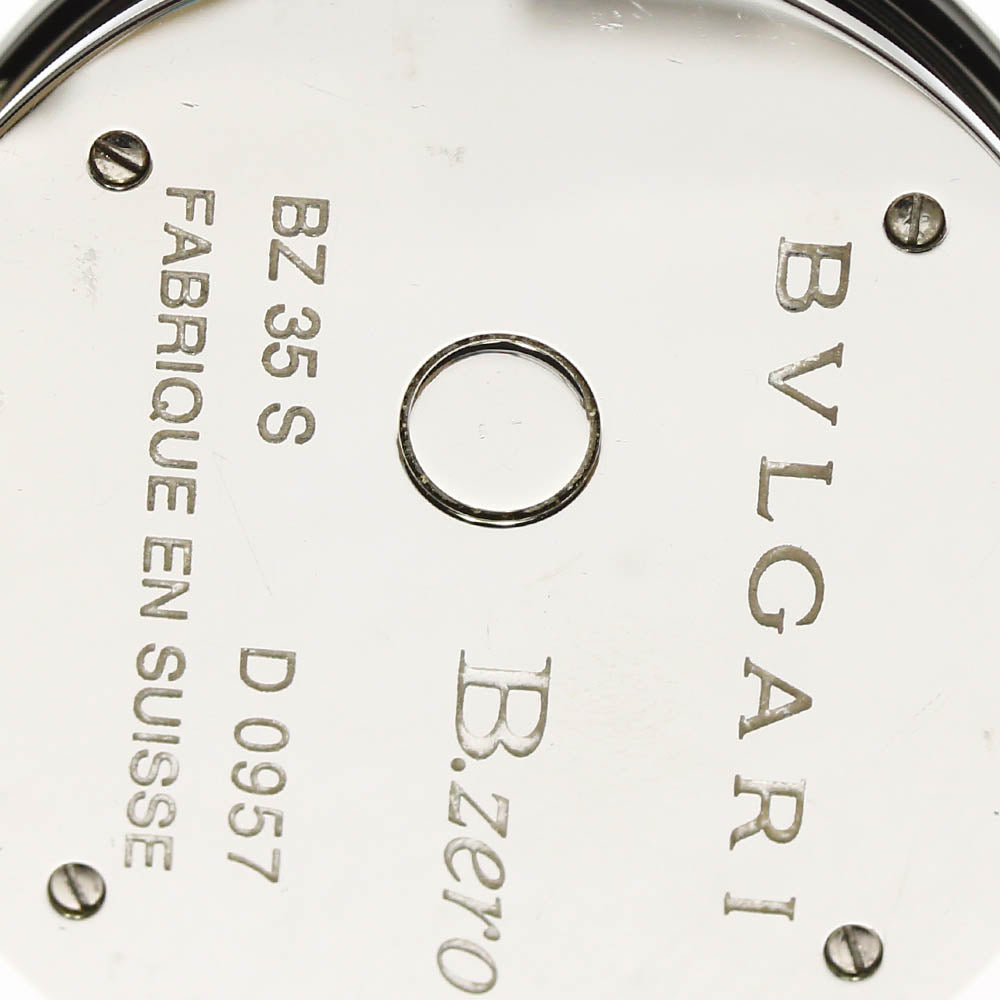 BVLGARI
B.zero
BZ 35 S D 0957
FABRIQUE EN SUISSE